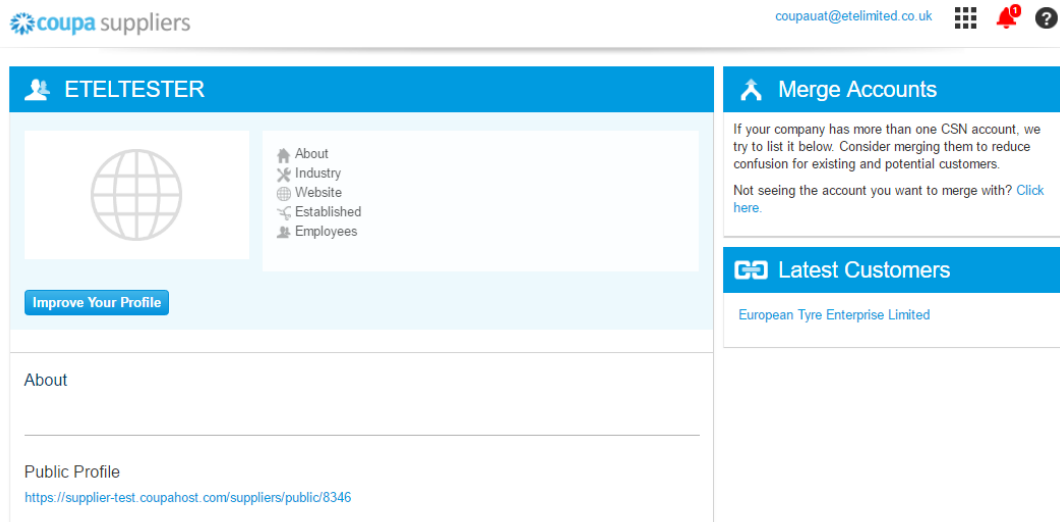 coupa suppliers
coupauat@etelimited.co.uk
1
?
ETELTESTER
About
Industry
Website
Established
Employees
Improve Your Profile
About
Public Profile
https://supplier-test.coupahost.com/suppliers/public/8346
Merge Accounts
If your company has more than one CSN account, we
try to list it below. Consider merging them to reduce
confusion for existing and potential customers.
Not seeing the account you want to merge with? Click
here.
Latest Customers
European Tyre Enterprise Limited